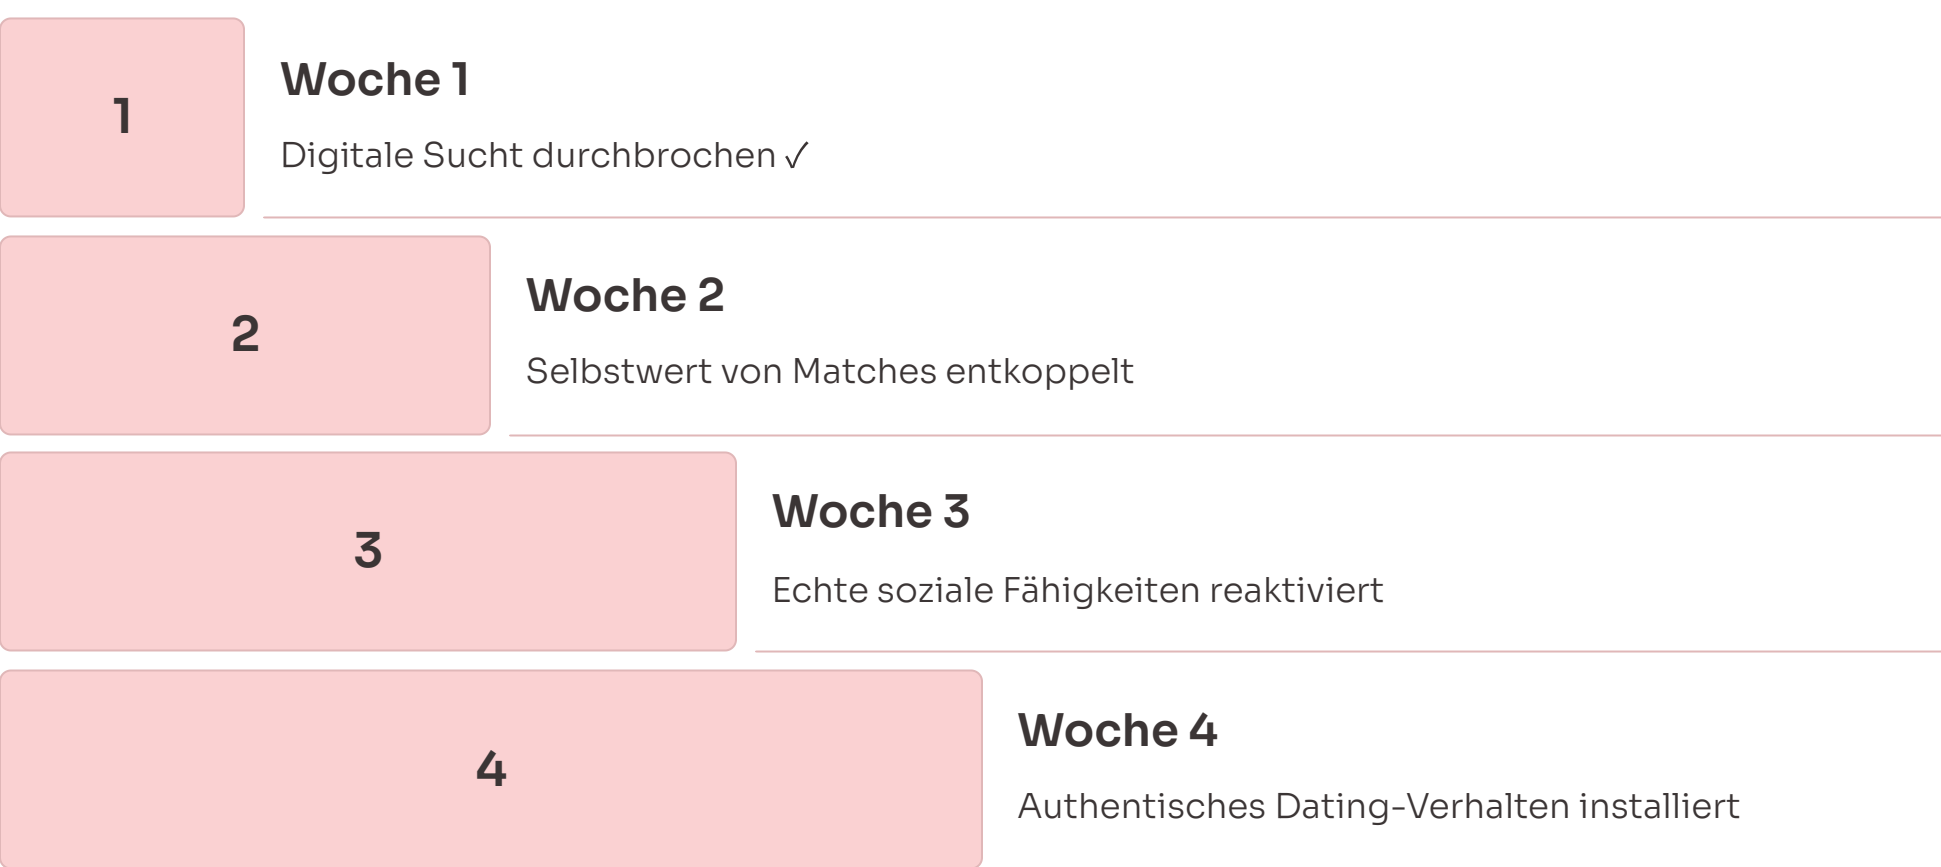 1
Woche 1
Digitale Sucht durchbrochen ✓
2
Woche 2
Selbstwert von Matches entkoppelt
3
Woche 3
Echte soziale Fähigkeiten reaktiviert
4
Woche 4
Authentisches Dating-Verhalten installiert